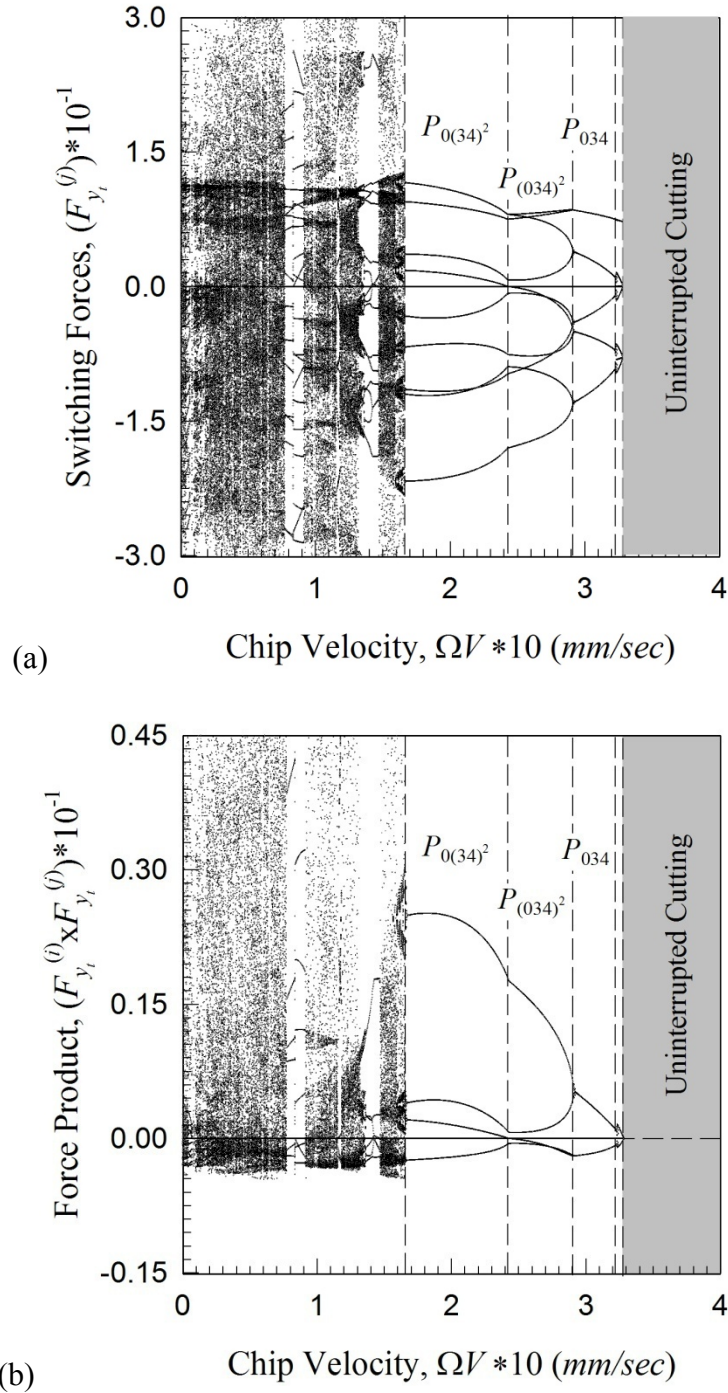 3.0
1.5
0.0
-1.5
-3.0
Switching Forces, (F_{y_t}^{(j)})*10^{-1}
P_{0(34)^2}
P_{(034)^2}
P_{034}
Uninterrupted Cutting
0 1 2 3 4
Chip Velocity, ΩV *10 (mm/sec)
(a)
0.45
0.30
0.15
0.00
-0.15
Force Product, (F_{y_t}^{(i)}xF_{y_t}^{(j)})*10^{-1}
P_{0(34)^2}
P_{(034)^2}
P_{034}
Uninterrupted Cutting
0 1 2 3 4
Chip Velocity, ΩV *10 (mm/sec)
(b)